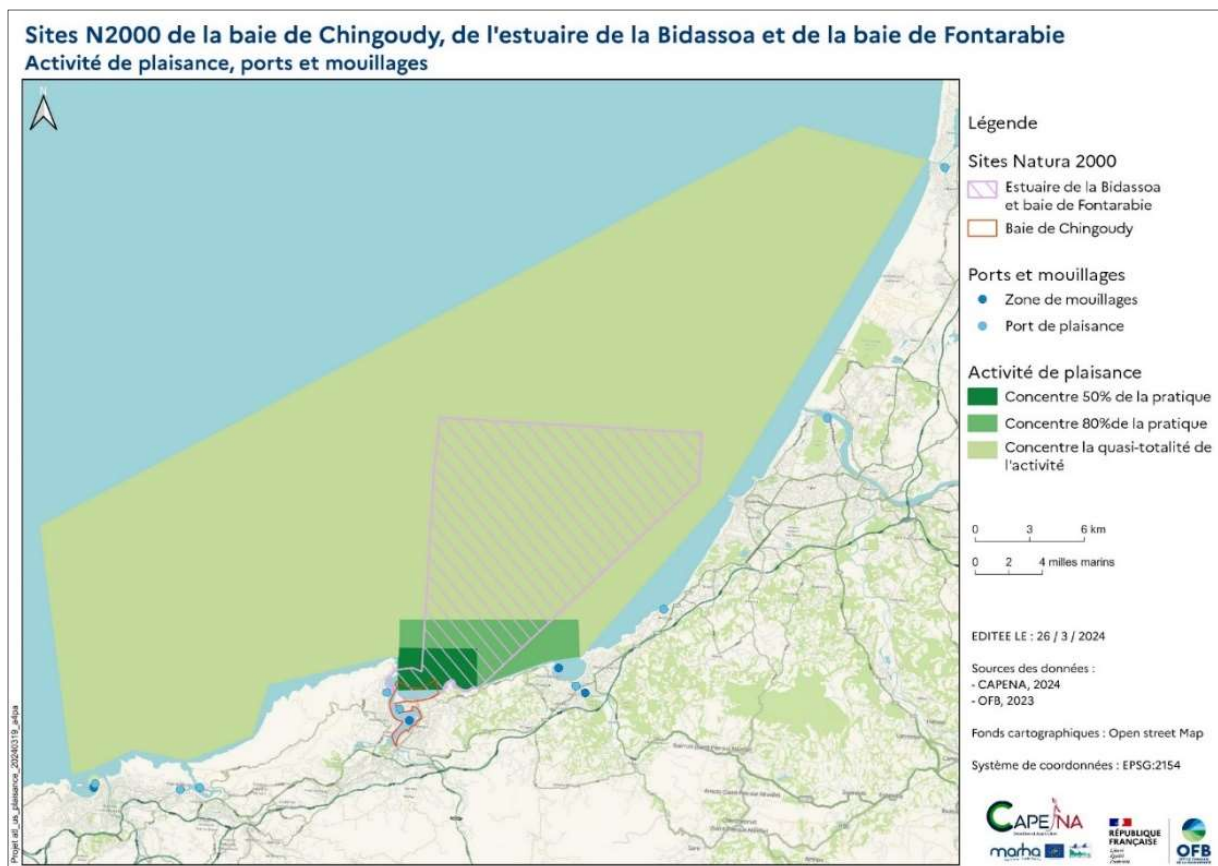 Sites N2000 de la baie de Chingoudy, de l'estuaire de la Bidassoa et de la baie de Fontarabie
Activité de plaisance, ports et mouillages
N
Légende
Sites Natura 2000
Estuaire de la Bidassoa
et baie de Fontarabie
Baie de Chingoudy
Ports et mouillages
Zone de mouillages
Port de plaisance
Activité de plaisance
Concentre 50% de la pratique
Concentre 80%de la pratique
Concentre la quasi-totalité de
l'activité
0 3 6 km
0 2 4 milles marins
EDITEE LE : 26 / 3 / 2024
Sources des données :
- CAPENA, 2024
- OFB, 2023
Fonds cartographiques : Open street Map
Système de coordonnées : EPSG:2154
CAPENA
marha
RÉPUBLIQUE
FRANÇAISE
Liberté
Égalité
Fraternité
OFB